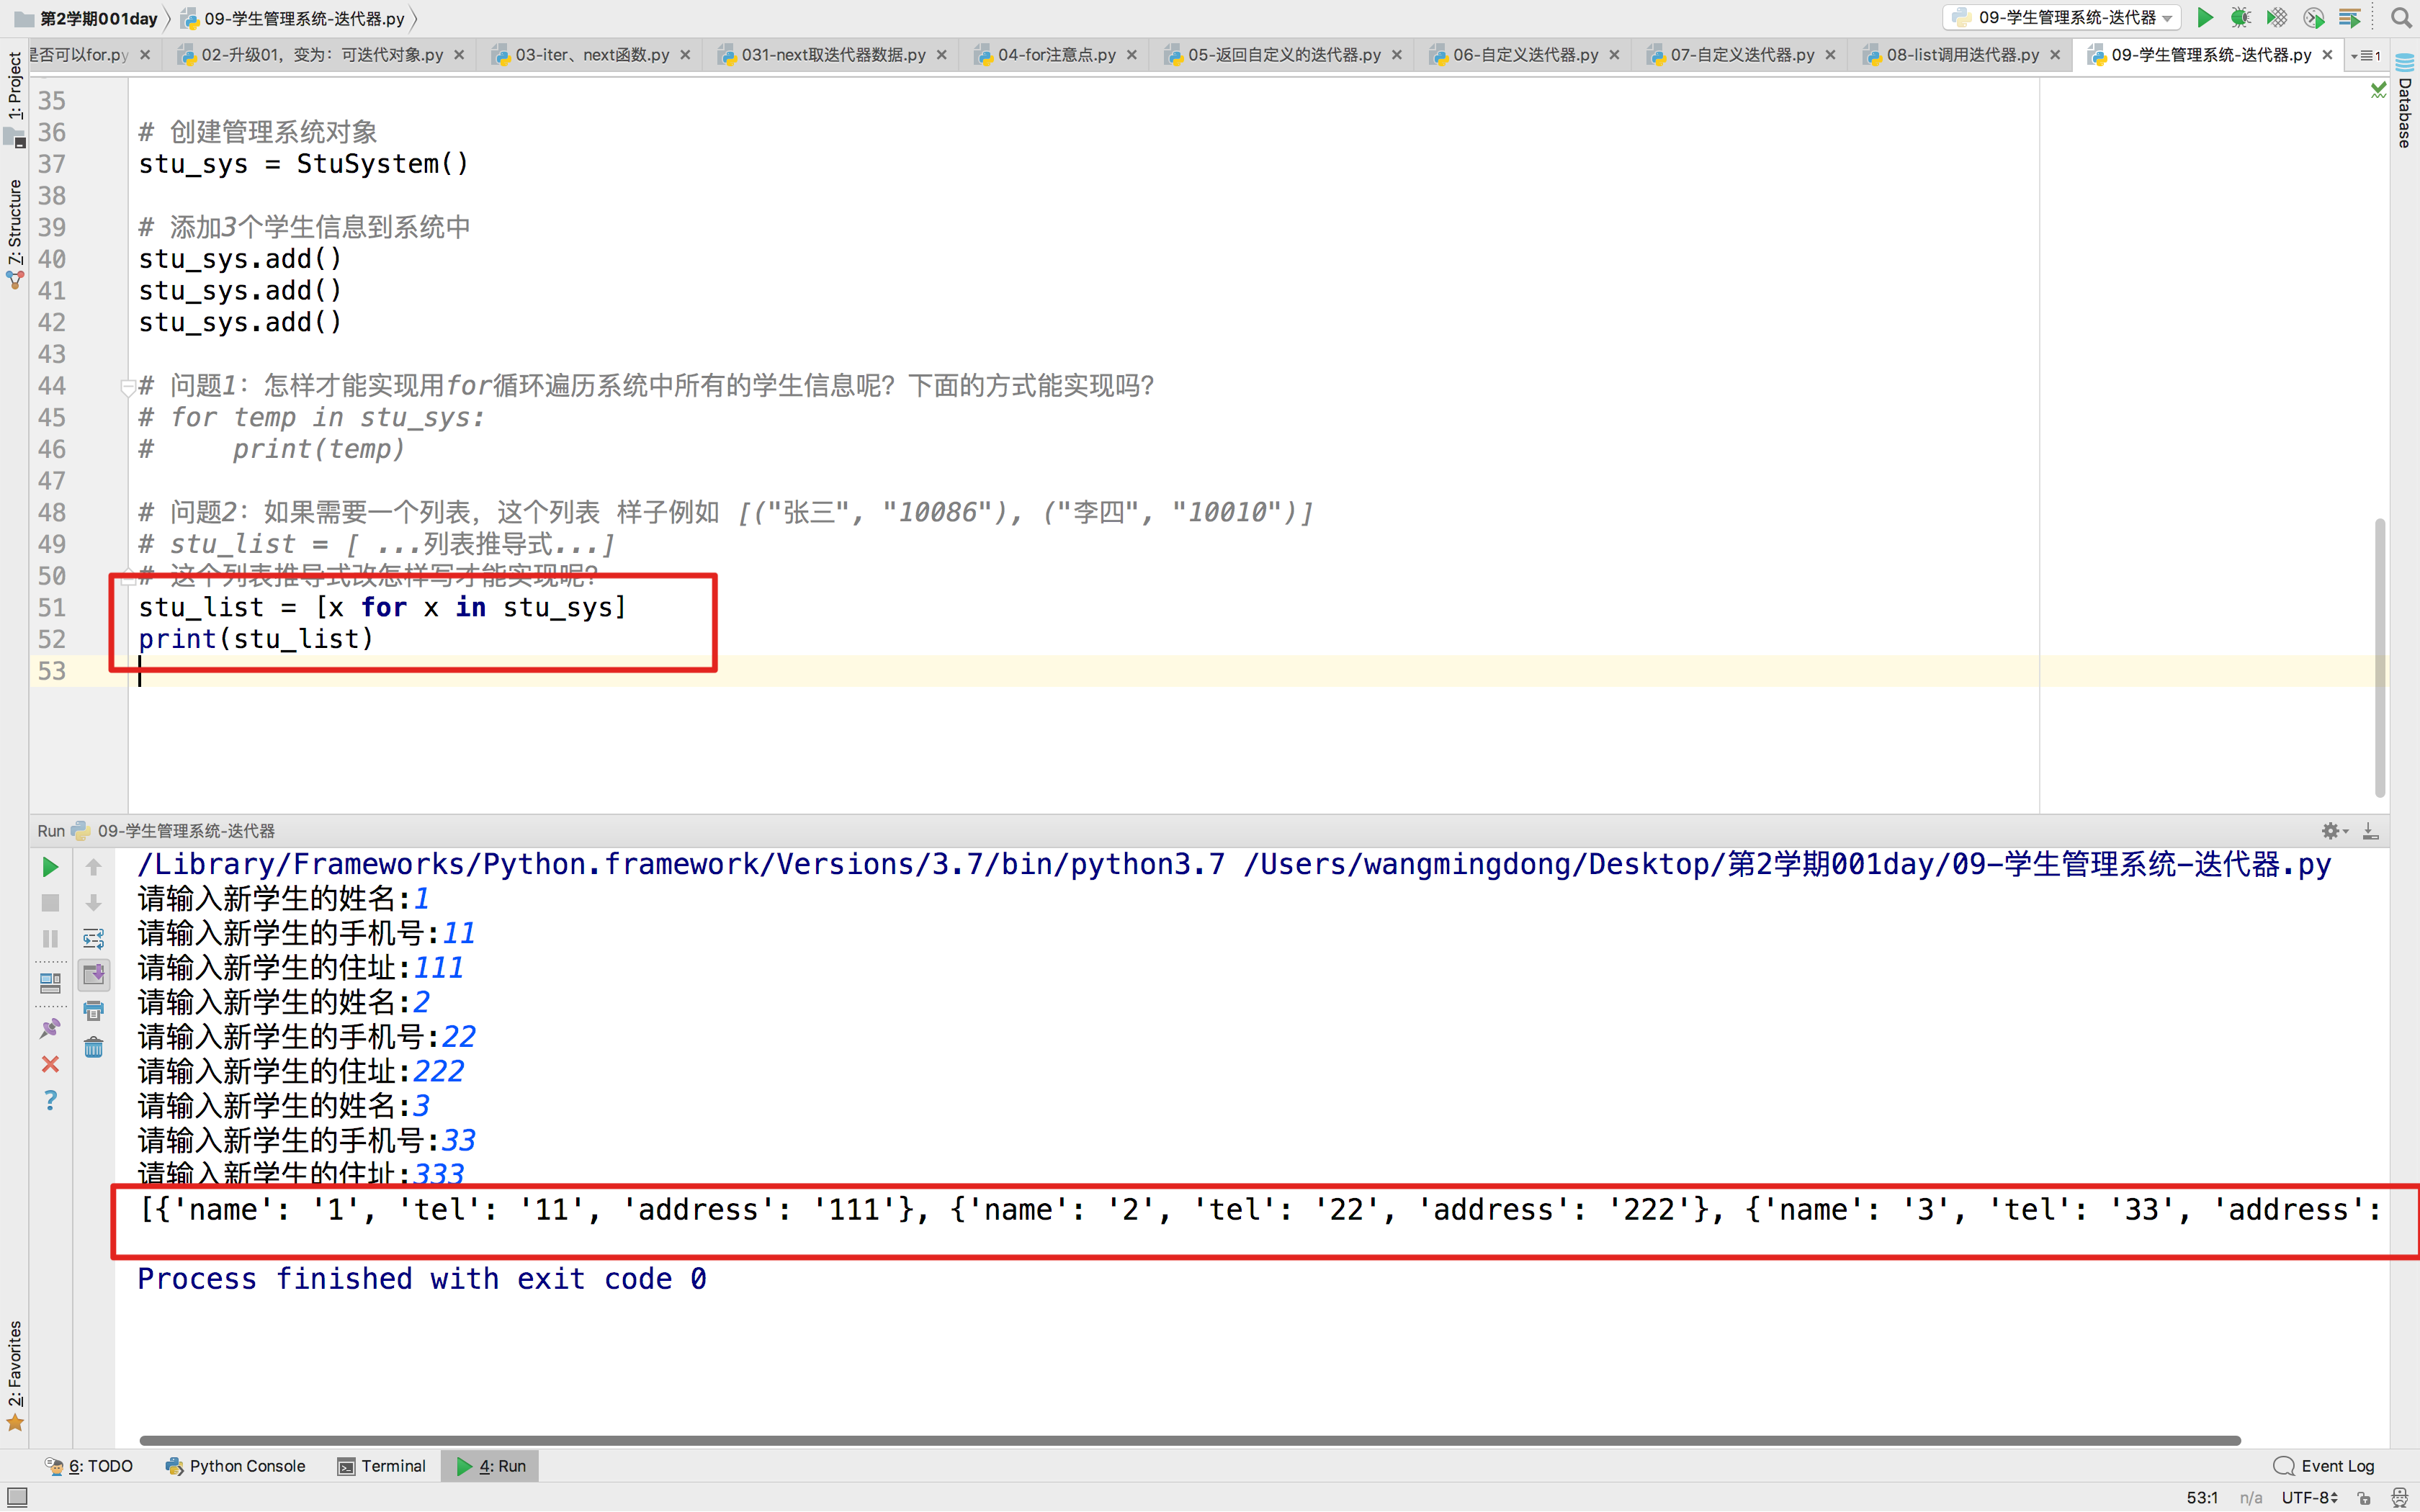 第2学期001day 09-学生管理系统-迭代器.py 09-学生管理系统-迭代器
是否可以for.py 02-升级01，变为：可迭代对象.py 03-iter、next函数.py 031-next取迭代器数据.py 04-for注意点.py 05-返回自定义的迭代器.py 06-自定义迭代器.py 07-自定义迭代器.py 08-list调用迭代器.py 09-学生管理系统-迭代器.py 1
1: Project
7: Structure
2: Favorites
Database
35
36 # 创建管理系统对象
37 stu_sys = StuSystem()
38
39 # 添加3个学生信息到系统中
40 stu_sys.add()
41 stu_sys.add()
42 stu_sys.add()
43
44 # 问题1：怎样才能实现用for循环遍历系统中所有的学生信息呢？下面的方式能实现吗？
45 # for temp in stu_sys:
46 #     print(temp)
47
48 # 问题2：如果需要一个列表，这个列表 样子例如 [("张三", "10086"), ("李四", "10010")]
49 # stu_list = [ ...列表推导式...]
50 # 这个列表推导式改怎样写才能实现呢？
51 stu_list = [x for x in stu_sys]
52 print(stu_list)
53
Run 09-学生管理系统-迭代器
/Library/Frameworks/Python.framework/Versions/3.7/bin/python3.7 /Users/wangmingdong/Desktop/第2学期001day/09-学生管理系统-迭代器.py
请输入新学生的姓名:1
请输入新学生的手机号:11
请输入新学生的住址:111
请输入新学生的姓名:2
请输入新学生的手机号:22
请输入新学生的住址:222
请输入新学生的姓名:3
请输入新学生的手机号:33
请输入新学生的住址:333
[{'name': '1', 'tel': '11', 'address': '111'}, {'name': '2', 'tel': '22', 'address': '222'}, {'name': '3', 'tel': '33', 'address':
Process finished with exit code 0
6: TODO Python Console Terminal 4: Run Event Log
53:1 n/a UTF-8